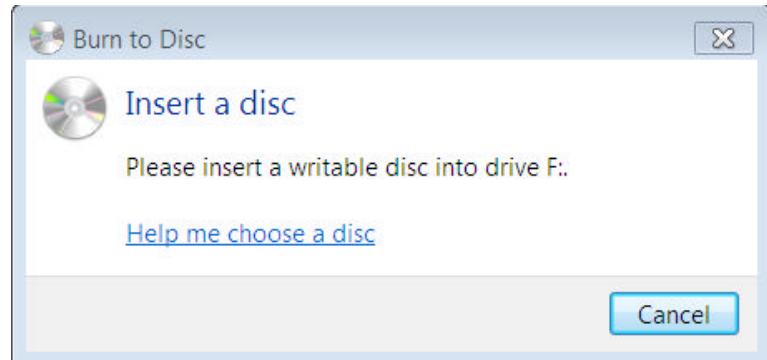 Burn to Disc
Insert a disc
Please insert a writable disc into drive F:.
Help me choose a disc
Cancel